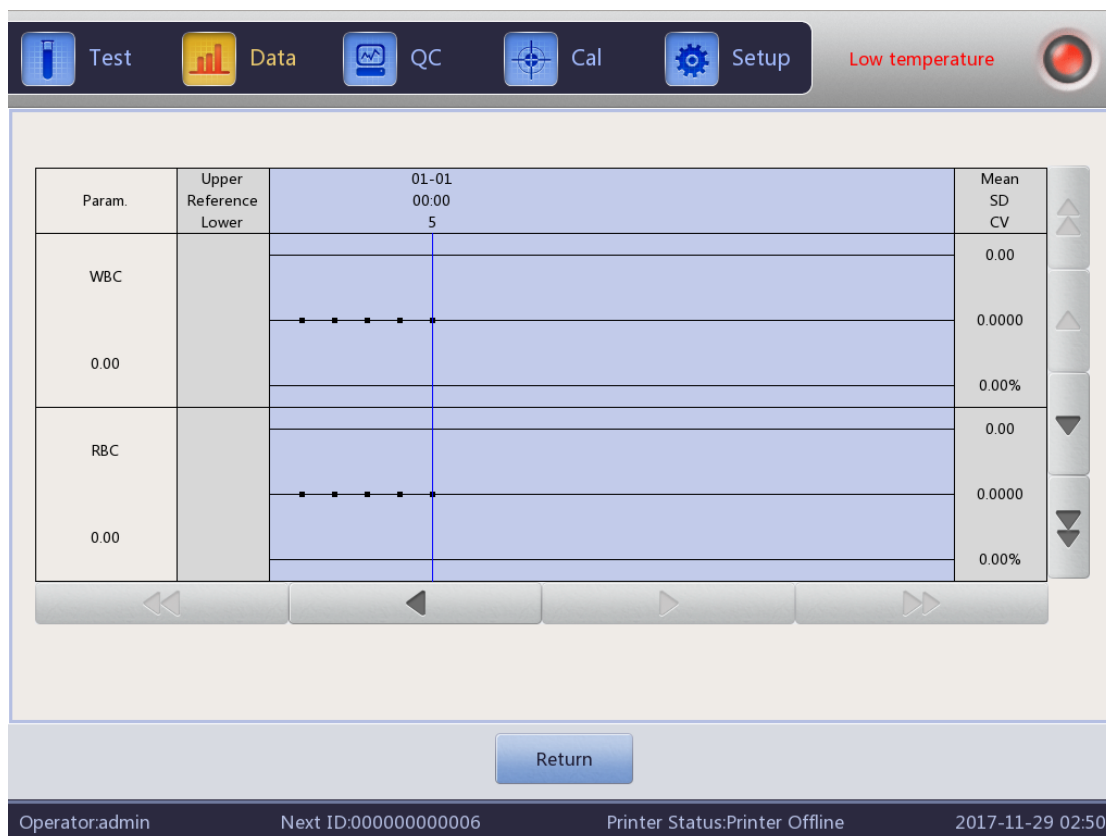 Test Data QC Cal Setup Low temperature
Param.
Upper
Reference
Lower
01-01
00:00
5
Mean
SD
CV
WBC
0.00
0.00
0.0000
0.00%
RBC
0.00
0.00
0.0000
0.00%
Return
Operator:admin Next ID:000000000006 Printer Status:Printer Offline 2017-11-29 02:50